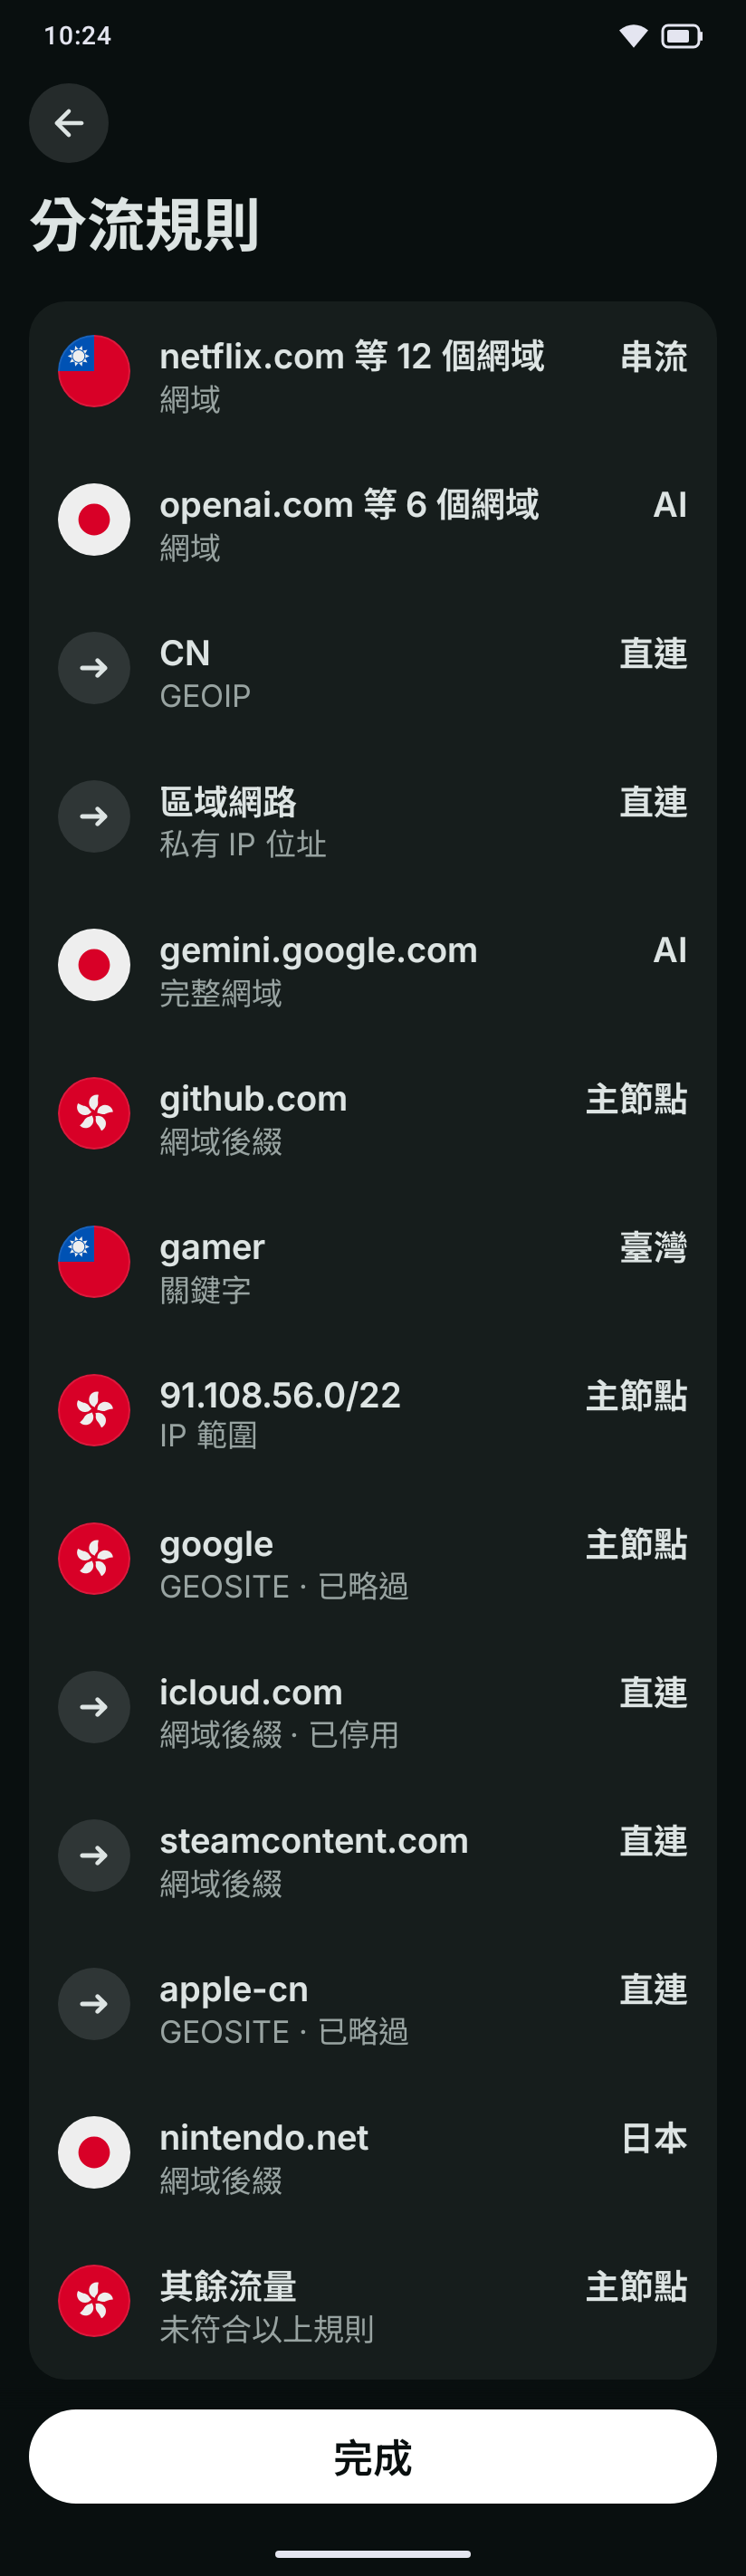 10:24
分流規則
netflix.com 等 12 個網域 串流
網域
openai.com 等 6 個網域 AI
網域
CN 直連
GEOIP
區域網路 直連
私有 IP 位址
gemini.google.com AI
完整網域
github.com 主節點
網域後綴
gamer 臺灣
關鍵字
91.108.56.0/22 主節點
IP 範圍
google 主節點
GEOSITE · 已略過
icloud.com 直連
網域後綴 · 已停用
steamcontent.com 直連
網域後綴
apple-cn 直連
GEOSITE · 已略過
nintendo.net 日本
網域後綴
其餘流量 主節點
未符合以上規則
完成